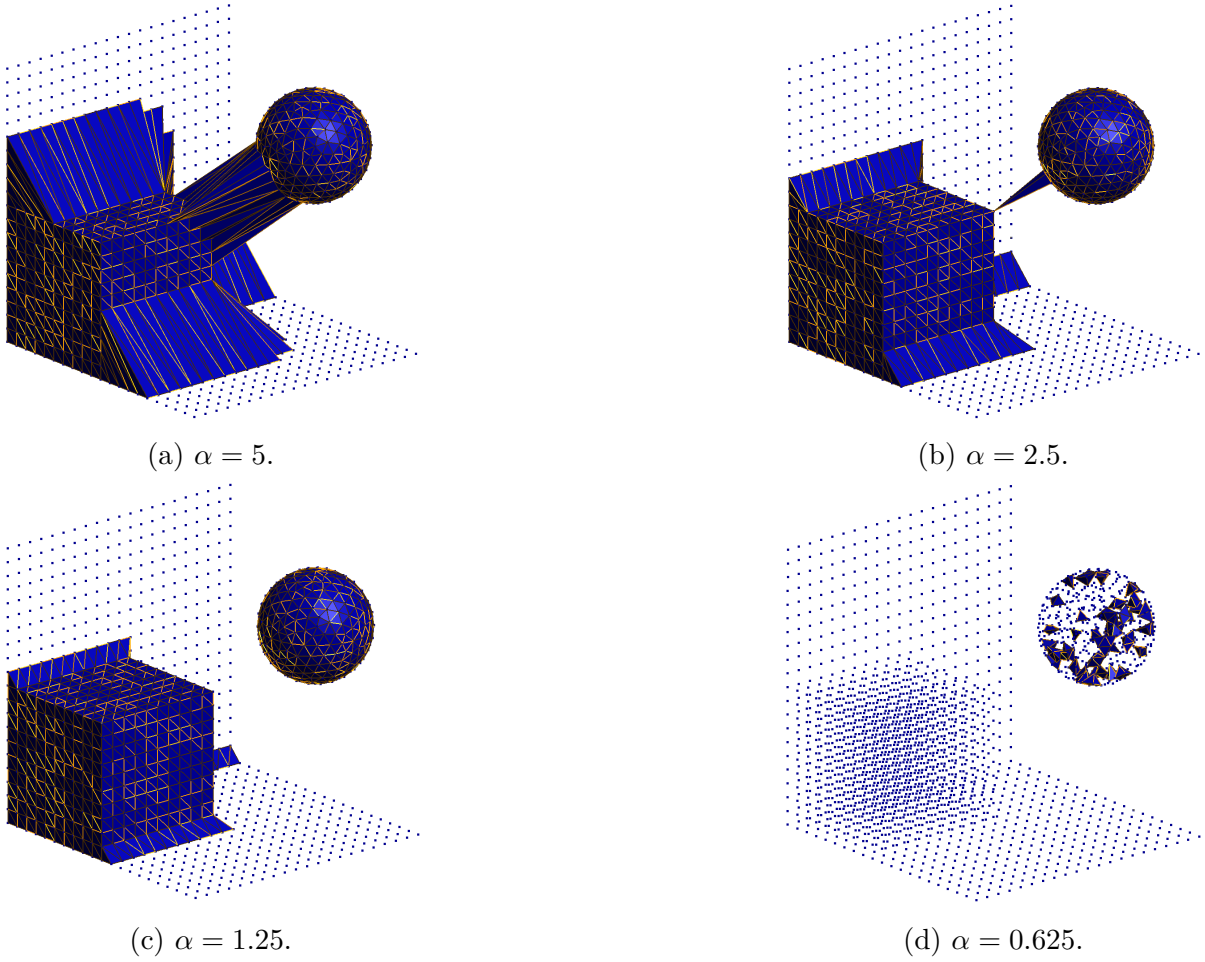 (a) α = 5.
(b) α = 2.5.
(c) α = 1.25.
(d) α = 0.625.